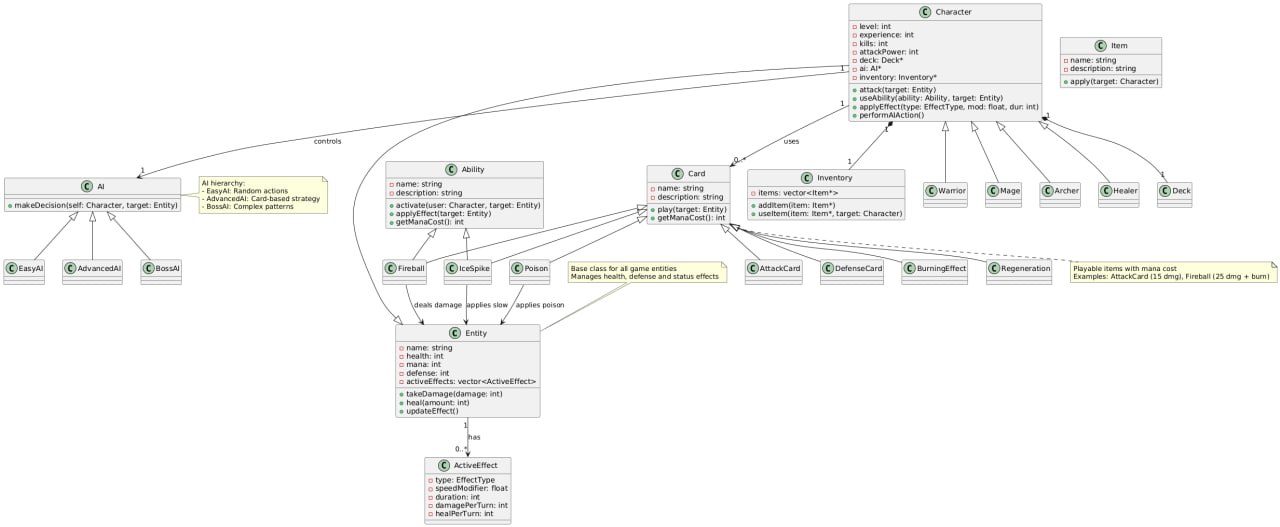 C Character
level: int
experience: int
kills: int
attackPower: int
deck: Deck*
ai: AI*
inventory: Inventory*
attack(target: Entity)
useAbility(ability: Ability, target: Entity)
applyEffect(type: EffectType, mod: float, dur: int)
performAIAction()
C Item
name: string
description: string
apply(target: Character)
1
1
1
1
1
controls
uses
1
0..*
1
1
C AI
makeDecision(self: Character, target: Entity)
AI hierarchy:
- EasyAI: Random actions
- AdvancedAI: Card-based strategy
- BossAI: Complex patterns
C Ability
name: string
description: string
activate(user: Character, target: Entity)
applyEffect(target: Entity)
getManaCost(): int
C Card
name: string
description: string
play(target: Entity)
getManaCost(): int
C Inventory
items: vector<Item*>
addItem(item: Item*)
useItem(item: Item*, target: Character)
C Warrior
C Mage
C Archer
C Healer
C Deck
C EasyAI
C AdvancedAI
C BossAI
C Fireball
C IceSpike
C Poison
Base class for all game entities
Manages health, defense and status effects
C AttackCard
C DefenseCard
C BurningEffect
C Regeneration
Playable items with mana cost
Examples: AttackCard (15 dmg), Fireball (25 dmg + burn)
deals damage
applies slow
applies poison
C Entity
name: string
health: int
mana: int
defense: int
activeEffects: vector<ActiveEffect>
takeDamage(damage: int)
heal(amount: int)
updateEffect()
1
has
0..*
C ActiveEffect
type: EffectType
speedModifier: float
duration: int
damagePerTurn: int
healPerTurn: int